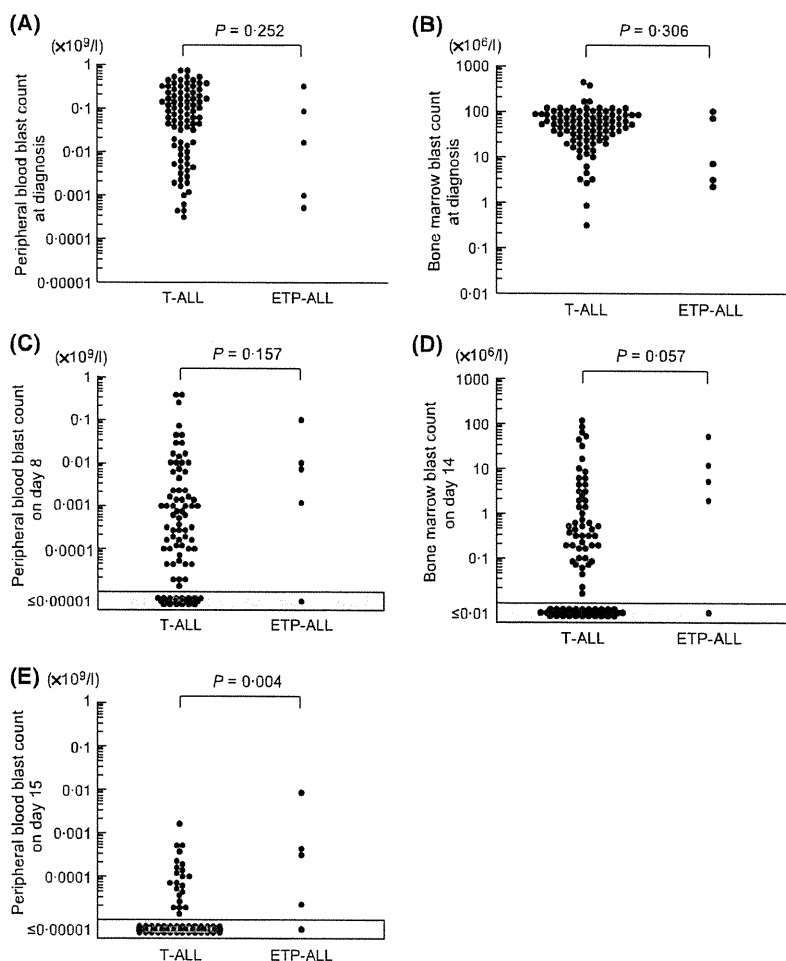 (A)
(×10⁹/l)
P = 0·252
Peripheral blood blast count
at diagnosis
1
0·1
0·01
0·001
0·0001
0·00001
T-ALL
ETP-ALL
(B)
(×10⁶/l)
P = 0·306
Bone marrow blast count
at diagnosis
1000
100
10
1
0·1
0·01
T-ALL
ETP-ALL
(C)
(×10⁹/l)
P = 0·157
Peripheral blood blast count
on day 8
1
0·1
0·01
0·001
0·0001
≤0·00001
T-ALL
ETP-ALL
(D)
(×10⁶/l)
P = 0·057
Bone marrow blast count
on day 14
1000
100
10
1
0·1
≤0·01
T-ALL
ETP-ALL
(E)
(×10⁹/l)
P = 0·004
Peripheral blood blast count
on day 15
1
0·1
0·01
0·001
0·0001
≤0·00001
T-ALL
ETP-ALL